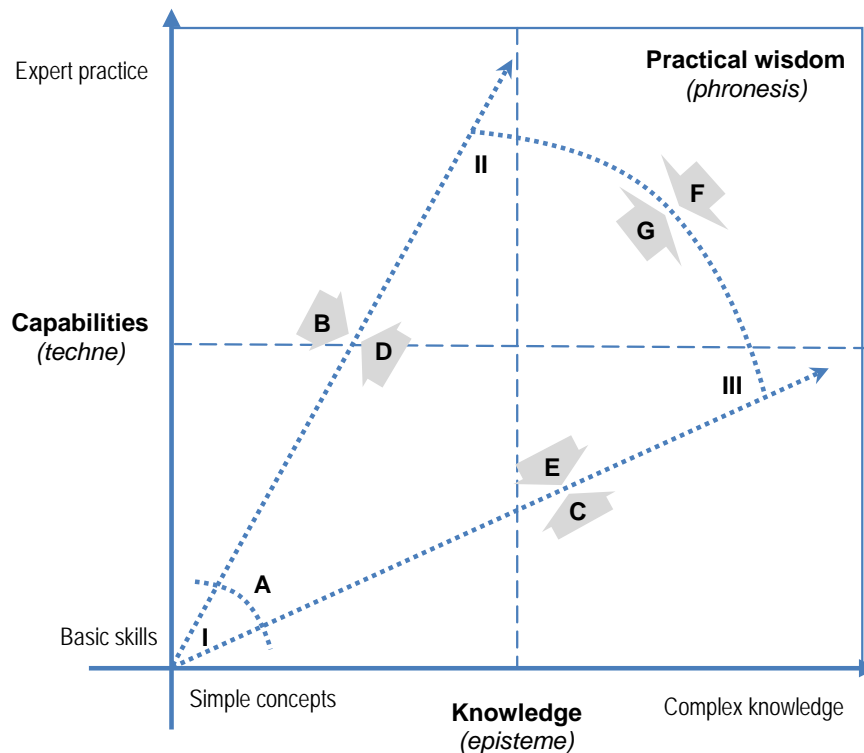 Expert practice
Practical wisdom
(phronesis)
II
F
G
B
Capabilities
(techne)
D
III
E
C
A
Basic skills
I
Simple concepts
Knowledge
(episteme)
Complex knowledge